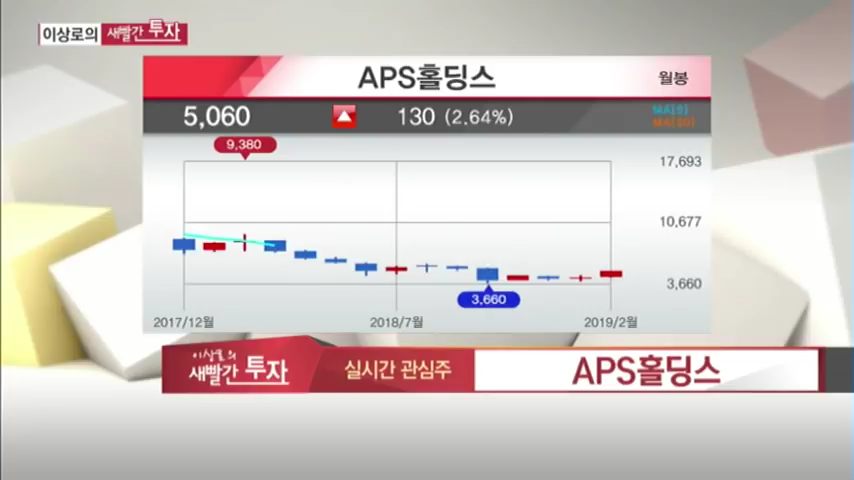 이상로의 새빨간 투자
APS홀딩스
월봉
5,060 130 (2.64%)
MA(5)
9,380
17,693
10,677
3,660
3,660
2017/12월 2018/7월 2019/2월
이상로의
새빨간 투자
실시간 관심주
APS홀딩스